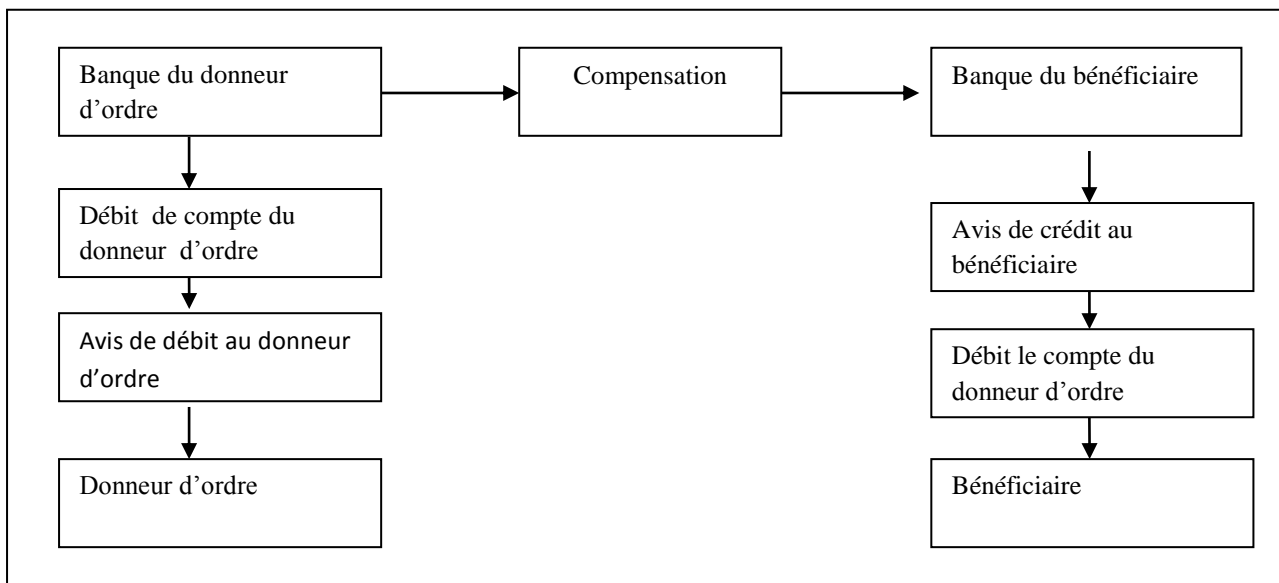 Banque du donneur
d’ordre
Compensation
Banque du bénéficiaire
Débit de compte du
donneur d’ordre
Avis de crédit au
bénéficiaire
Avis de débit au donneur
d’ordre
Débit le compte du
donneur d’ordre
Donneur d’ordre
Bénéficiaire